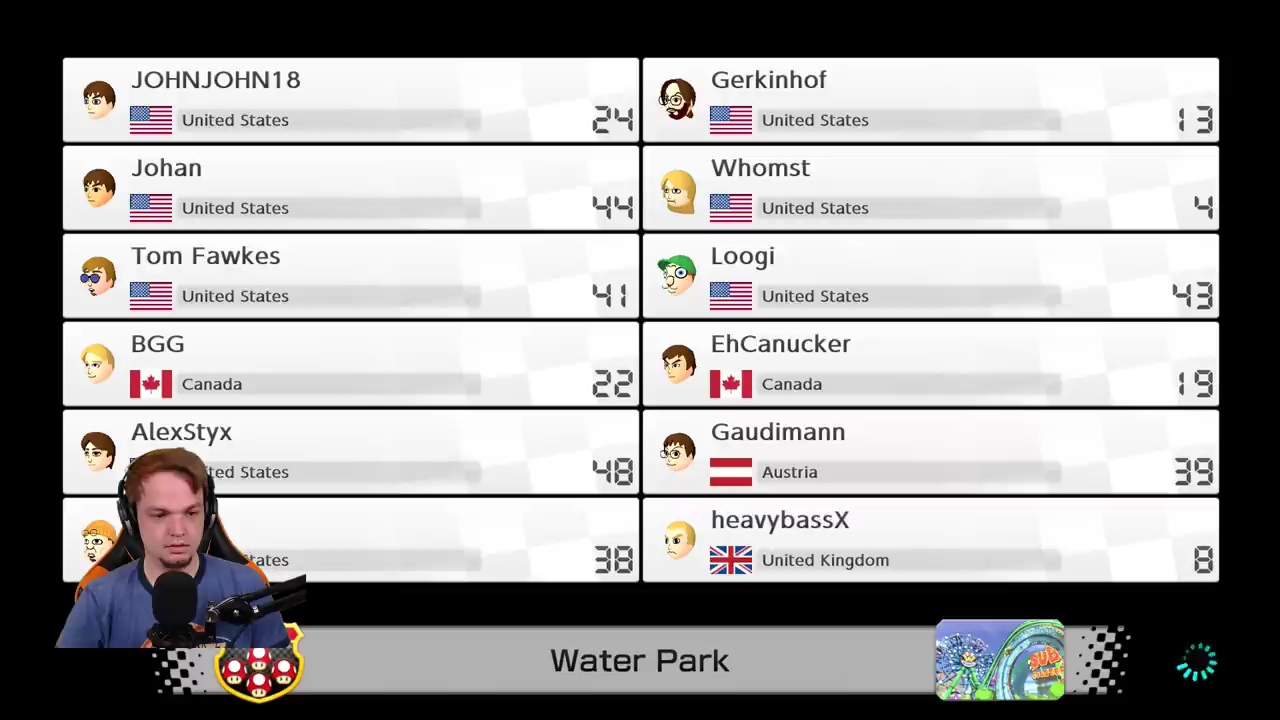 JOHNJOHN18
United States
24
Johan
United States
44
Tom Fawkes
United States
41
BGG
Canada
22
AlexStyx
ted States
48
tates
38
Gerkinhof
United States
13
Whomst
United States
4
Loogi
United States
43
EhCanucker
Canada
19
Gaudimann
Austria
39
heavybassX
United Kingdom
8
Water Park